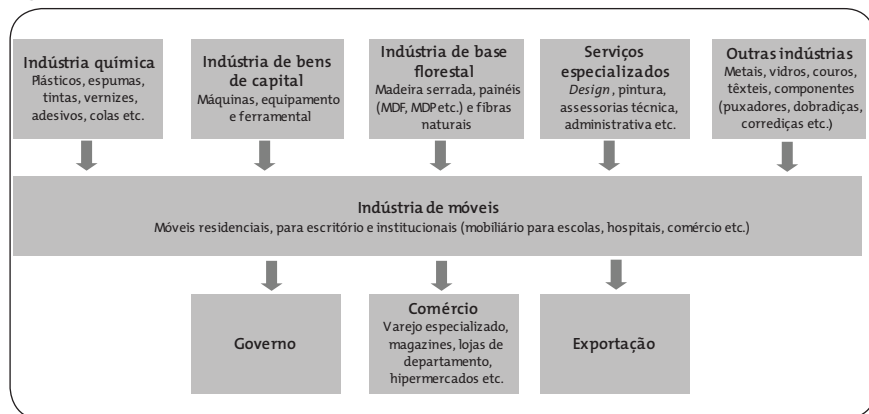 Indústria química
Plásticos, espumas,
tintas, vernizes,
adesivos, colas etc.
Indústria de bens
de capital
Máquinas, equipamento
e ferramental
Indústria de base
florestal
Madeira serrada, painéis
(MDF, MDP etc.) e fibras
naturais
Serviços
especializados
Design, pintura,
assessorias técnica,
administrativa etc.
Outras indústrias
Metais, vidros, couros,
têxteis, componentes
(puxadores, dobradiças,
corrediças etc.)
Indústria de móveis
Móveis residenciais, para escritório e institucionais (mobiliário para escolas, hospitais, comércio etc.)
Governo
Comércio
Varejo especializado,
magazines, lojas de
departamento,
hipermercados etc.
Exportação